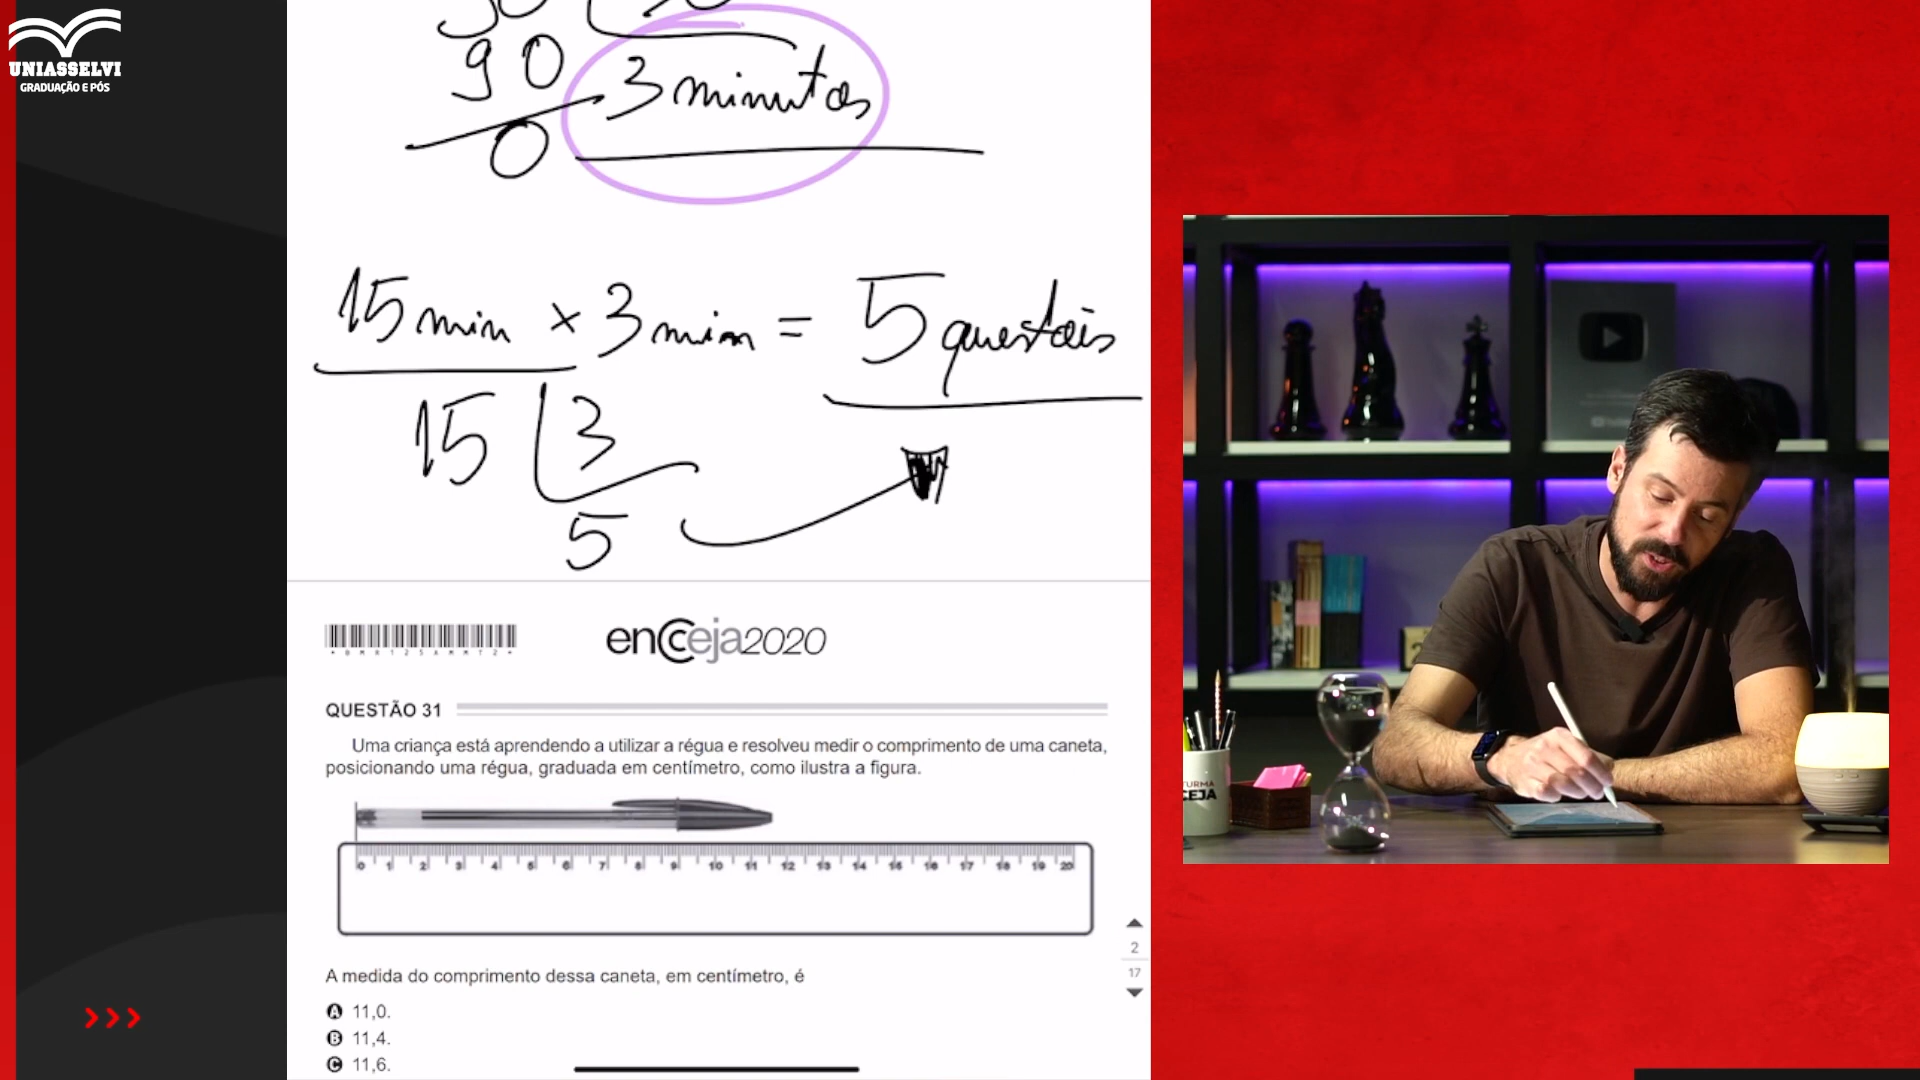 UNIASSELVI
GRADUAÇÃO E PÓS
90
3 minutos
0
15 min x 3 min = 5 questões
15 3
5
encceja2020
QUESTÃO 31
Uma criança está aprendendo a utilizar a régua e resolveu medir o comprimento de uma caneta,
posicionando uma régua, graduada em centímetro, como ilustra a figura.
0 1 2 3 4 5 6 7 8 9 10 11 12 13 14 15 16 17 18 19 20
A medida do comprimento dessa caneta, em centímetro, é
A 11,0.
B 11,4.
C 11,6.
2
17
TURMA
CEJA